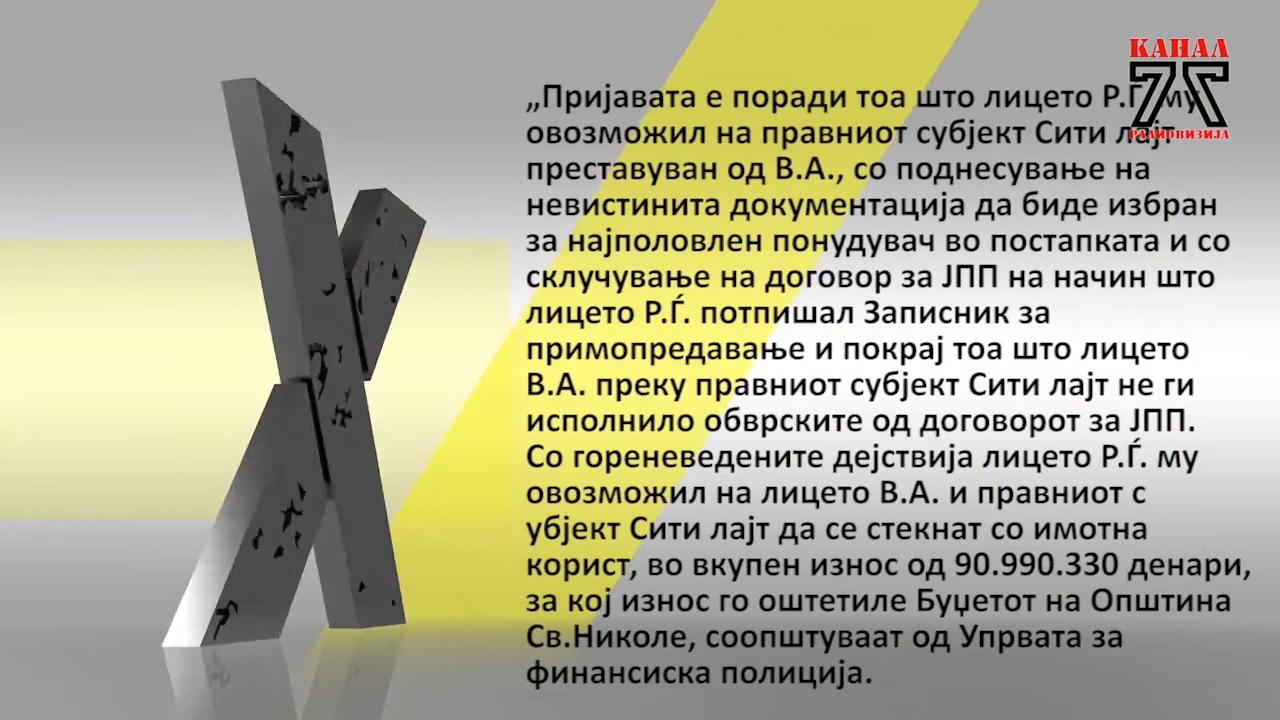 КАНАЛ
77
РАДИОВИЗИЈА
„Пријавата е поради тоа што лицето Р.Ѓ. му
овозможил на правниот субјект Сити лајт
преставуван од В.А., со поднесување на
невистинита документација да биде избран
за најполовлен понудувач во постапката и со
склучување на договор за ЈПП на начин што
лицето Р.Ѓ. потпишал Записник за
примопредавање и покрај тоа што лицето
В.А. преку правниот субјект Сити лајт не ги
исполнило обврските од договорот за ЈПП.
Со гореневедените дејствија лицето Р.Ѓ. му
овозможил на лицето В.А. и правниот с
убјект Сити лајт да се стекнат со имотна
корист, во вкупен износ од 90.990.330 денари,
за кој износ го оштетиле Буџетот на Општина
Св.Николе, соопштуваат од Упрвата за
финансиска полиција.